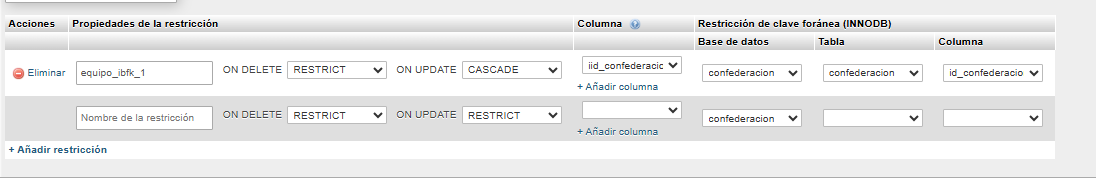 Acciones Propiedades de la restricción Columna Restricción de clave foránea (INNODB)
Base de datos Tabla Columna
Eliminar equipo_ibfk_1 ON DELETE RESTRICT ON UPDATE CASCADE iid_confederacic confederacion confederacion id_confederacio
+ Añadir columna
Nombre de la restricción ON DELETE RESTRICT ON UPDATE RESTRICT confederacion
+ Añadir columna
+ Añadir restricción